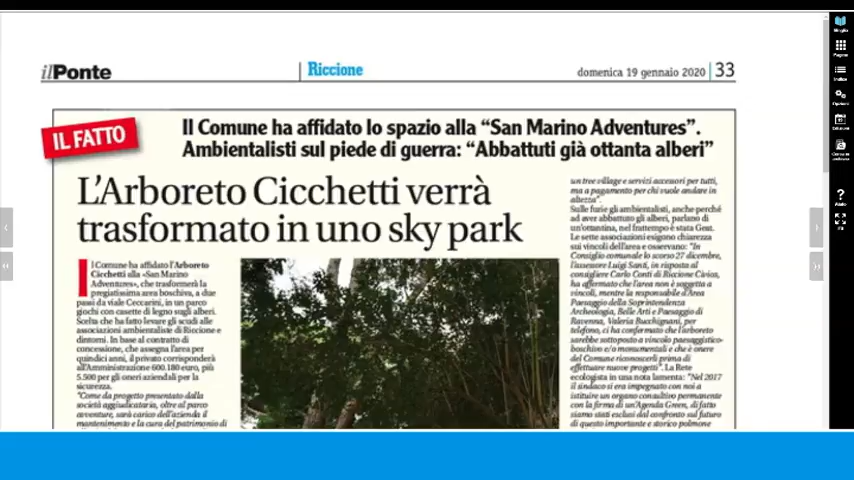 ilPonte
Riccione
domenica 19 gennaio 2020
33
IL FATTO
Il Comune ha affidato lo spazio alla “San Marino Adventures”.
Ambientalisti sul piede di guerra: “Abbattuti già ottanta alberi”
L’Arboreto Cicchetti verrà
trasformato in uno sky park
Il Comune ha affidato l’Arboreto
Cicchetti alla «San Marino
Adventures», che trasformerà la
pregiatissima area boschiva, a due
passi da viale Ceccarini, in un parco
giochi con casette di legno sugli alberi.
Scelta che ha fatto levare gli scudi alle
associazioni ambientaliste di Riccione e
dintorni. In base al contratto di
concessione, che assegna l’area per
quindici anni, il privato corrisponderà
all’Amministrazione 600.180 euro, più
5.500 per gli oneri aziendali per la
sicurezza.
“Come da progetto presentato dalla
società aggiudicataria, oltre al parco
avventure, sarà carico dell’azienda il
mantenimento e la cura del patrimonio di
un tree village e servizi accessori per tutti,
ma a pagamento per chi vuole andare in
altezza”.
Sulle furie gli ambientalisti, anche perché
ad aver abbattuto gli alberi, parlano di
un’ottantina, nel frattempo è stata Geat.
Le sette associazioni esigono chiarezza
sui vincoli dell’area e osservano: “In
Consiglio comunale lo scorso 27 dicembre,
l’assessore Luigi Santi, in risposta al
consigliere Carlo Conti di Riccione Civica,
ha affermato che l’area non è soggetta a
vincoli, mentre la responsabile d’Area
Paesaggio della Soprintendenza
Archeologia, Belle Arti e Paesaggio di
Ravenna, Valeria Bucchignani, per
telefono, ci ha confermato che l’arboreto
sarebbe sottoposto a vincolo paesaggistico-
boschivo e/o monumentali e che è onere
del Comune riconoscerli prima di
effettuare nuove progetti”. La Rete
ecologista in una nota lamenta: “Nel 2017
il sindaco si era impegnato con noi a
istituire un organo consultivo permanente
con la firma di un’Agenda Green, di fatto
siamo stati esclusi dal confronto sul futuro
di questo importante e storico polmone
Sfoglia
Pagine
Indice
Opzioni
Edizioni
?
Aiuto